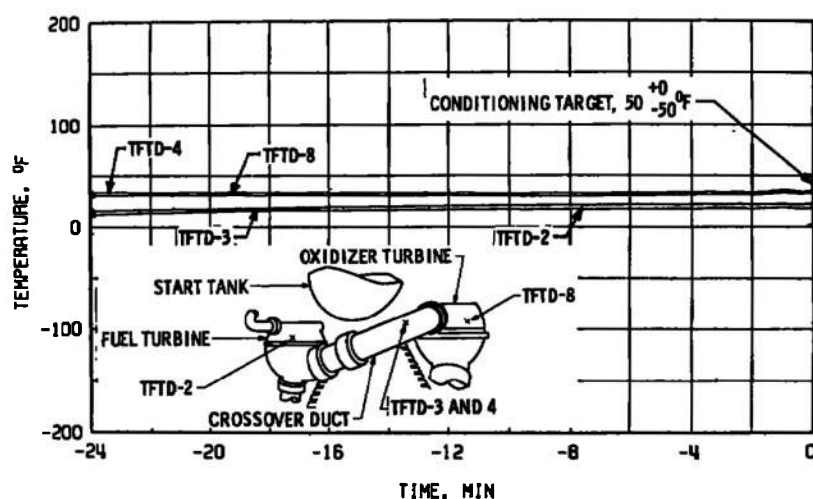 200
100
0
-100
-200
TEMPERATURE, °F
CONDITIONING TARGET, 50 +0 -50 °F
TFTD-4
TFTD-8
TFTD-3
TFTD-2
OXIDIZER TURBINE
START TANK
TFTD-8
FUEL TURBINE
TFTD-2
TFTD-3 AND 4
CROSSOVER DUCT
-24
-20
-16
-12
-8
-4
0
TIME, MIN